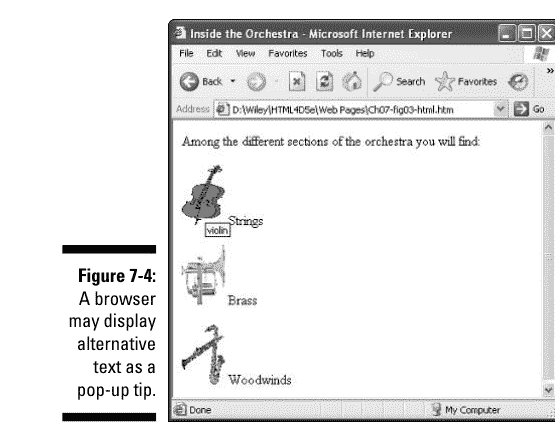 Inside the Orchestra - Microsoft Internet Explorer
File Edit View Favorites Tools Help
Back Search Favorites »
Address D:\Wiley\HTML4D5e\Web Pages\Ch07-fig03-html.htm Go
Among the different sections of the orchestra you will find:
Strings
violin
Brass
Woodwinds
Done My Computer
Figure 7-4:
A browser
may display
alternative
text as a
pop-up tip.